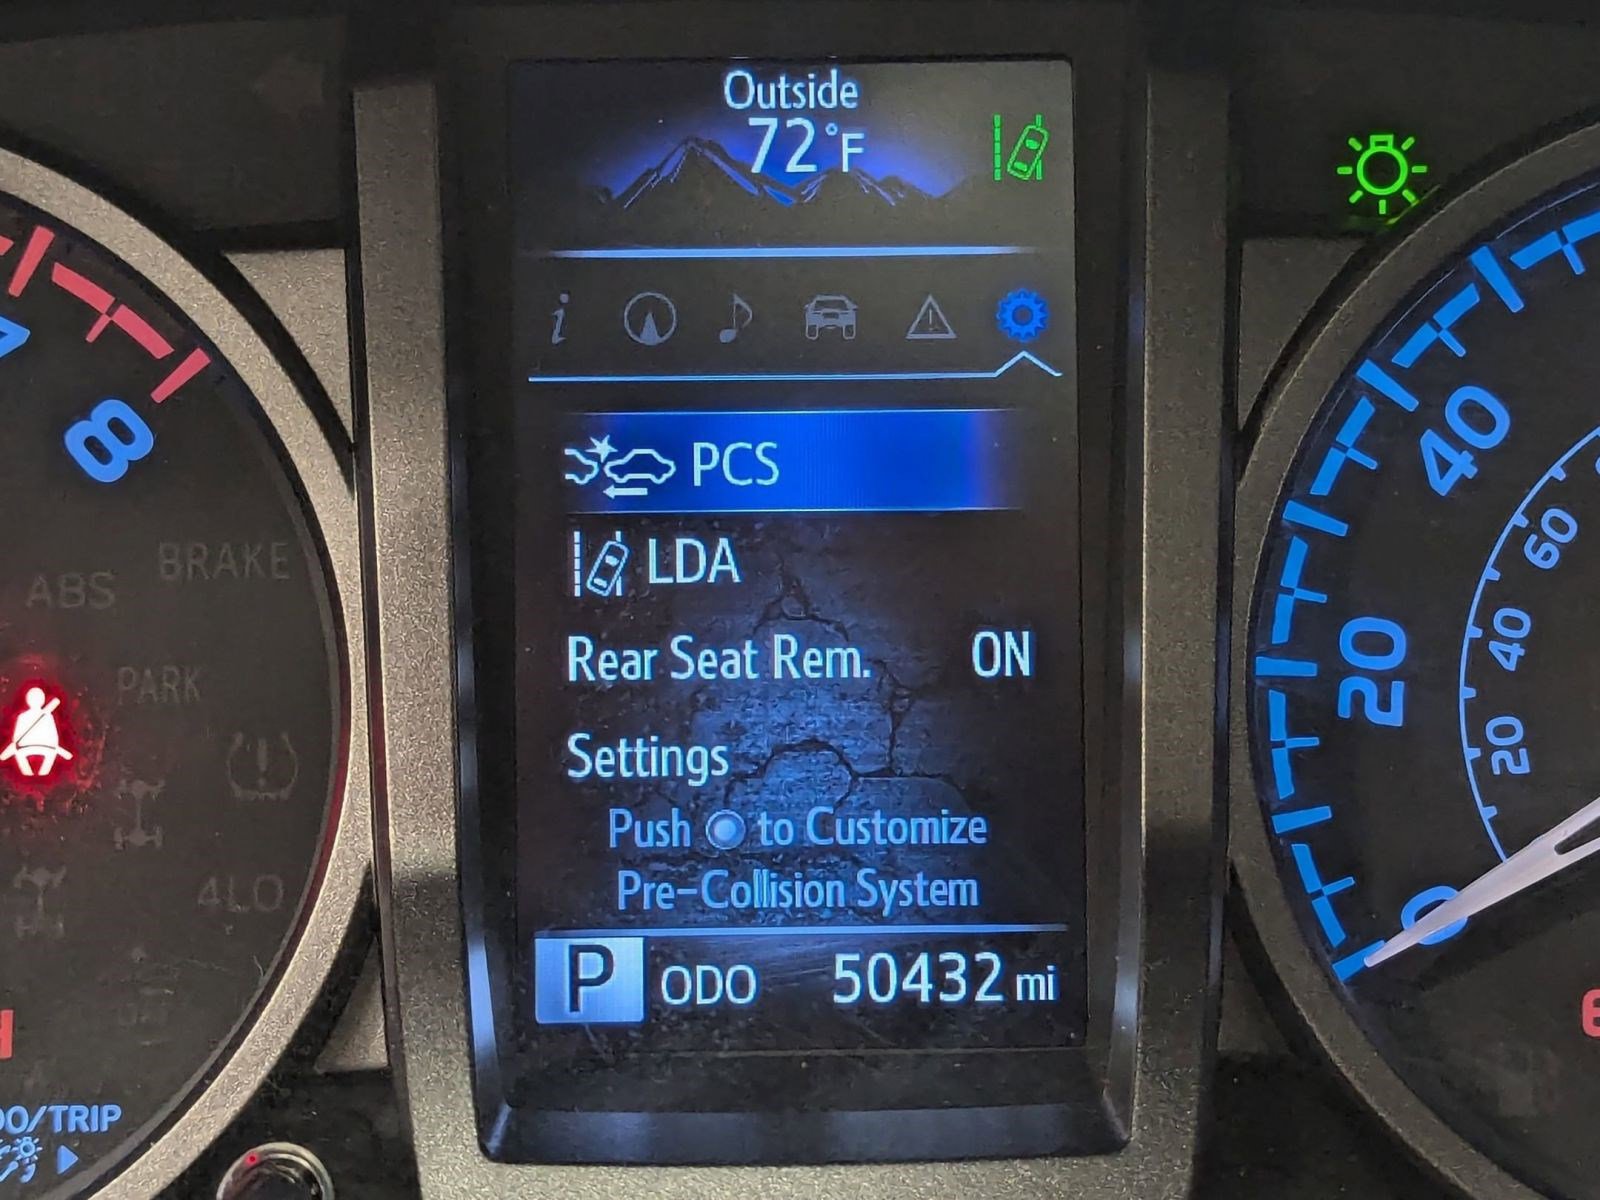 Outside
72°F
PCS
LDA
Rear Seat Rem. ON
Settings
Push to Customize
Pre-Collision System
P ODO 50432 mi
8
ABS
BRAKE
PARK
4LO
H
/TRIP
40
20
0
60
40
20